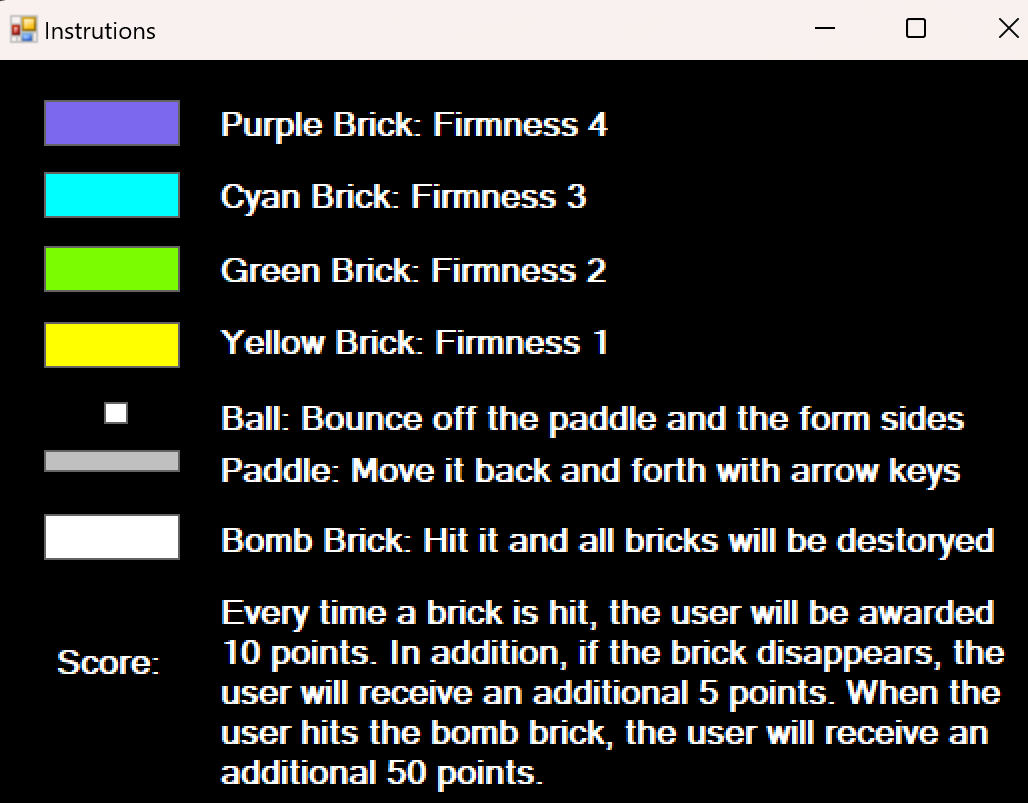 Instrutions
Purple Brick: Firmness 4
Cyan Brick: Firmness 3
Green Brick: Firmness 2
Yellow Brick: Firmness 1
Ball: Bounce off the paddle and the form sides
Paddle: Move it back and forth with arrow keys
Bomb Brick: Hit it and all bricks will be destoryed
Score:
Every time a brick is hit, the user will be awarded
10 points. In addition, if the brick disappears, the
user will receive an additional 5 points. When the
user hits the bomb brick, the user will receive an
additional 50 points.